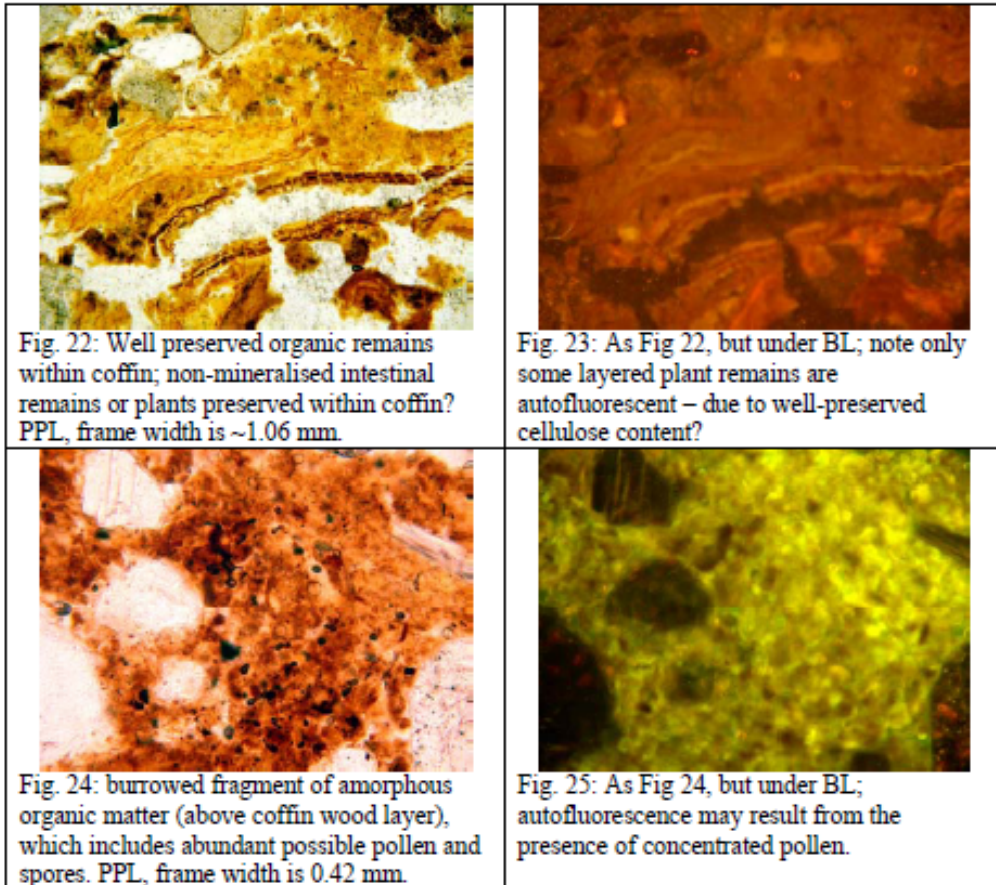 Fig. 22: Well preserved organic remains
within coffin; non-mineralised intestinal
remains or plants preserved within coffin?
PPL, frame width is ~1.06 mm.
Fig. 23: As Fig 22, but under BL; note only
some layered plant remains are
autofluorescent – due to well-preserved
cellulose content?
Fig. 24: burrowed fragment of amorphous
organic matter (above coffin wood layer),
which includes abundant possible pollen and
spores. PPL, frame width is 0.42 mm.
Fig. 25: As Fig 24, but under BL;
autofluorescence may result from the
presence of concentrated pollen.